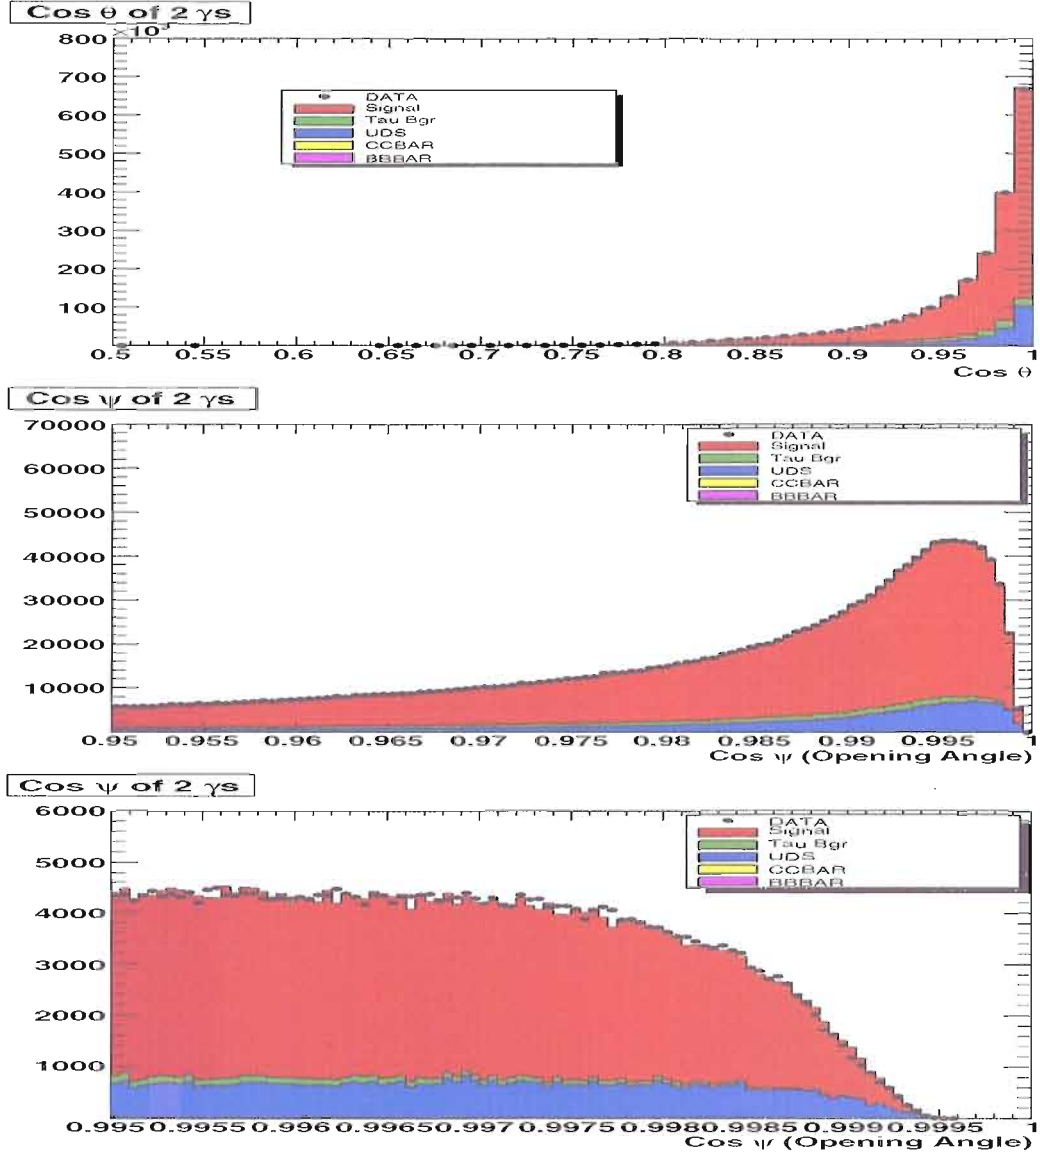 Cos θ of 2 γs
×10³
800
700
600
500
400
300
200
100
DATA
Signal
Tau Bgr
UDS
CCBAR
BBBAR
0.5 0.55 0.6 0.65 0.7 0.75 0.8 0.85 0.9 0.95 1
Cos θ
Cos ψ of 2 γs
70000
60000
50000
40000
30000
20000
10000
DATA
Signal
Tau Bgr
UDS
CCBAR
BBBAR
0.95 0.955 0.96 0.965 0.97 0.975 0.98 0.985 0.99 0.995 1
Cos ψ (Opening Angle)
Cos ψ of 2 γs
6000
5000
4000
3000
2000
1000
DATA
Signal
Tau Bgr
UDS
CCBAR
BBBAR
0.995 0.9955 0.996 0.9965 0.997 0.9975 0.998 0.9985 0.999 0.9995 1
Cos ψ (Opening Angle)